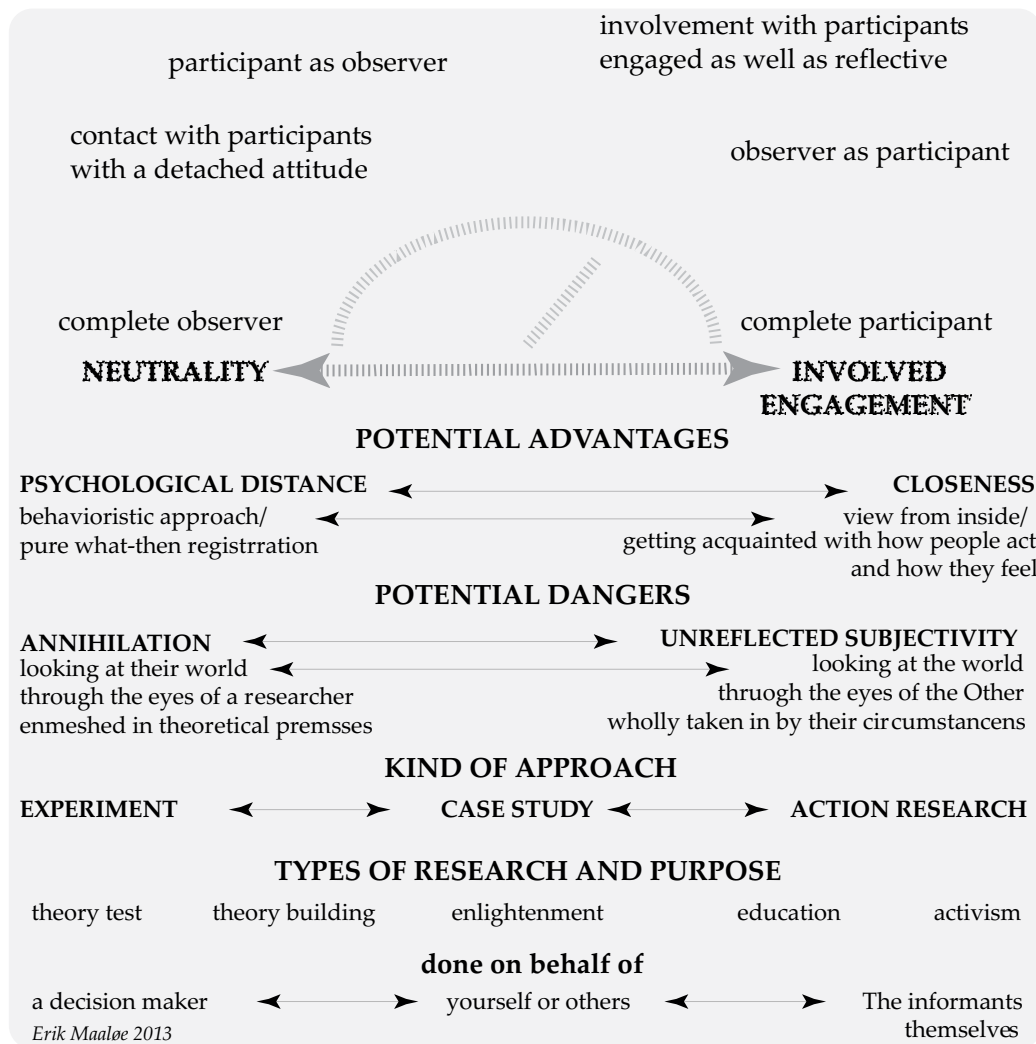 involvement with participants
engaged as well as reflective
participant as observer
contact with participants
with a detached attitude
observer as participant
complete observer
complete participant
NEUTRALITY
INVOLVED
ENGAGEMENT
POTENTIAL ADVANTAGES
PSYCHOLOGICAL DISTANCE
CLOSENESS
behavioristic approach/
pure what-then registrration
view from inside/
getting acquainted with how people act
and how they feel
POTENTIAL DANGERS
ANNIHILATION
UNREFLECTED SUBJECTIVITY
looking at their world
through the eyes of a researcher
enmeshed in theoretical premsses
looking at the world
thruogh the eyes of the Other
wholly taken in by their circumstancens
KIND OF APPROACH
EXPERIMENT CASE STUDY ACTION RESEARCH
TYPES OF RESEARCH AND PURPOSE
theory test theory building enlightenment education activism
done on behalf of
a decision maker yourself or others The informants
themselves
Erik Maaløe 2013